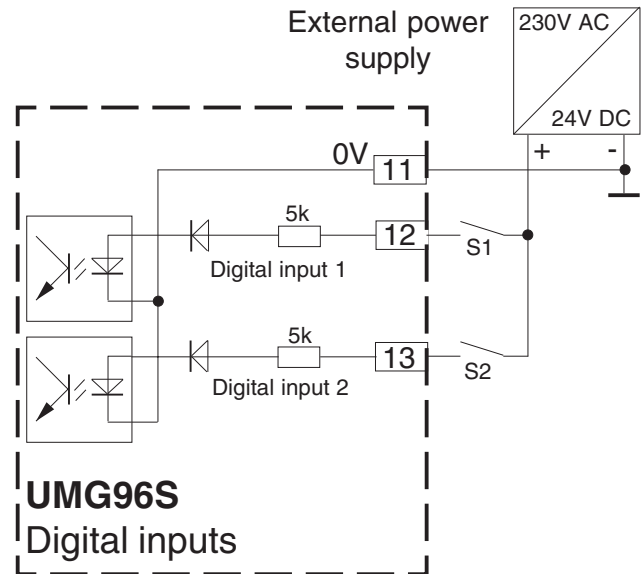 External power
supply
230V AC
24V DC
+ -
0V
11
5k
12
S1
Digital input 1
5k
13
S2
Digital input 2
UMG96S
Digital inputs